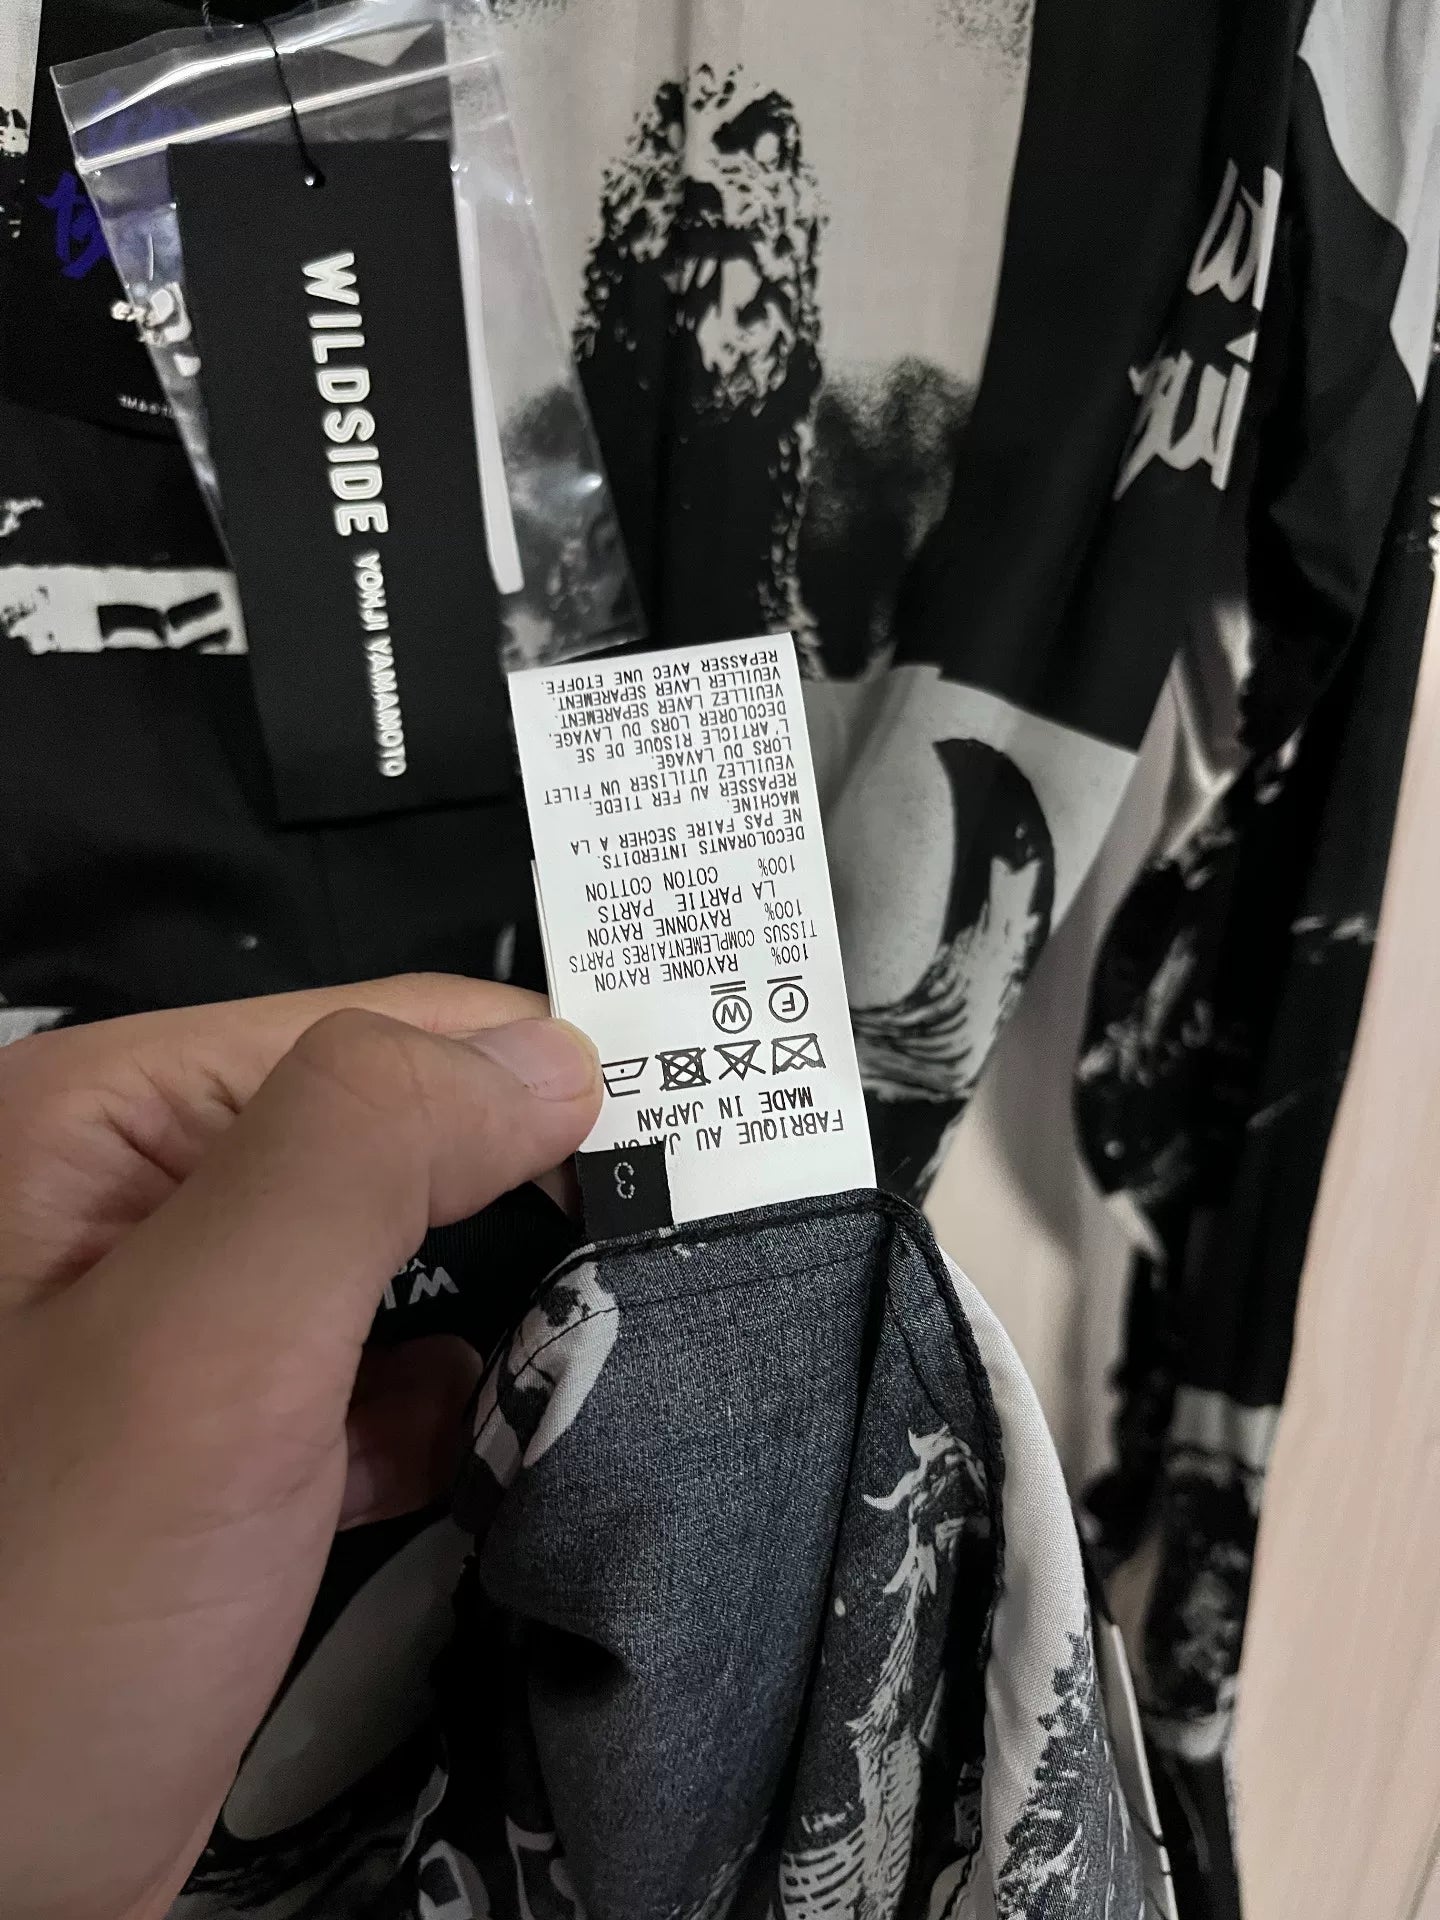 WILDSIDE YOHJI YAMAMOTO
3
FABRIQUE AU JAPON
MADE IN JAPAN
F W
100% RAYONNE RAYON
TISSUS COMPLEMENTAIRES PARTS
100% RAYONNE RAYON
LA PARTIE PARTS
100% COTON COTTON
DECOLORANTS INTERDITS.
NE PAS FAIRE SECHER A LA
MACHINE.
REPASSER AU FER TIEDE.
VEUILLEZ UTILISER UN FILET
LORS DU LAVAGE.
L'ARTICLE RISQUE DE SE
DECOLORER LORS DU LAVAGE.
VEUILLEZ LAVER SEPAREMENT.
VEUILLER LAVER SEPAREMENT.
REPASSER AVEC UNE ETOFFE.